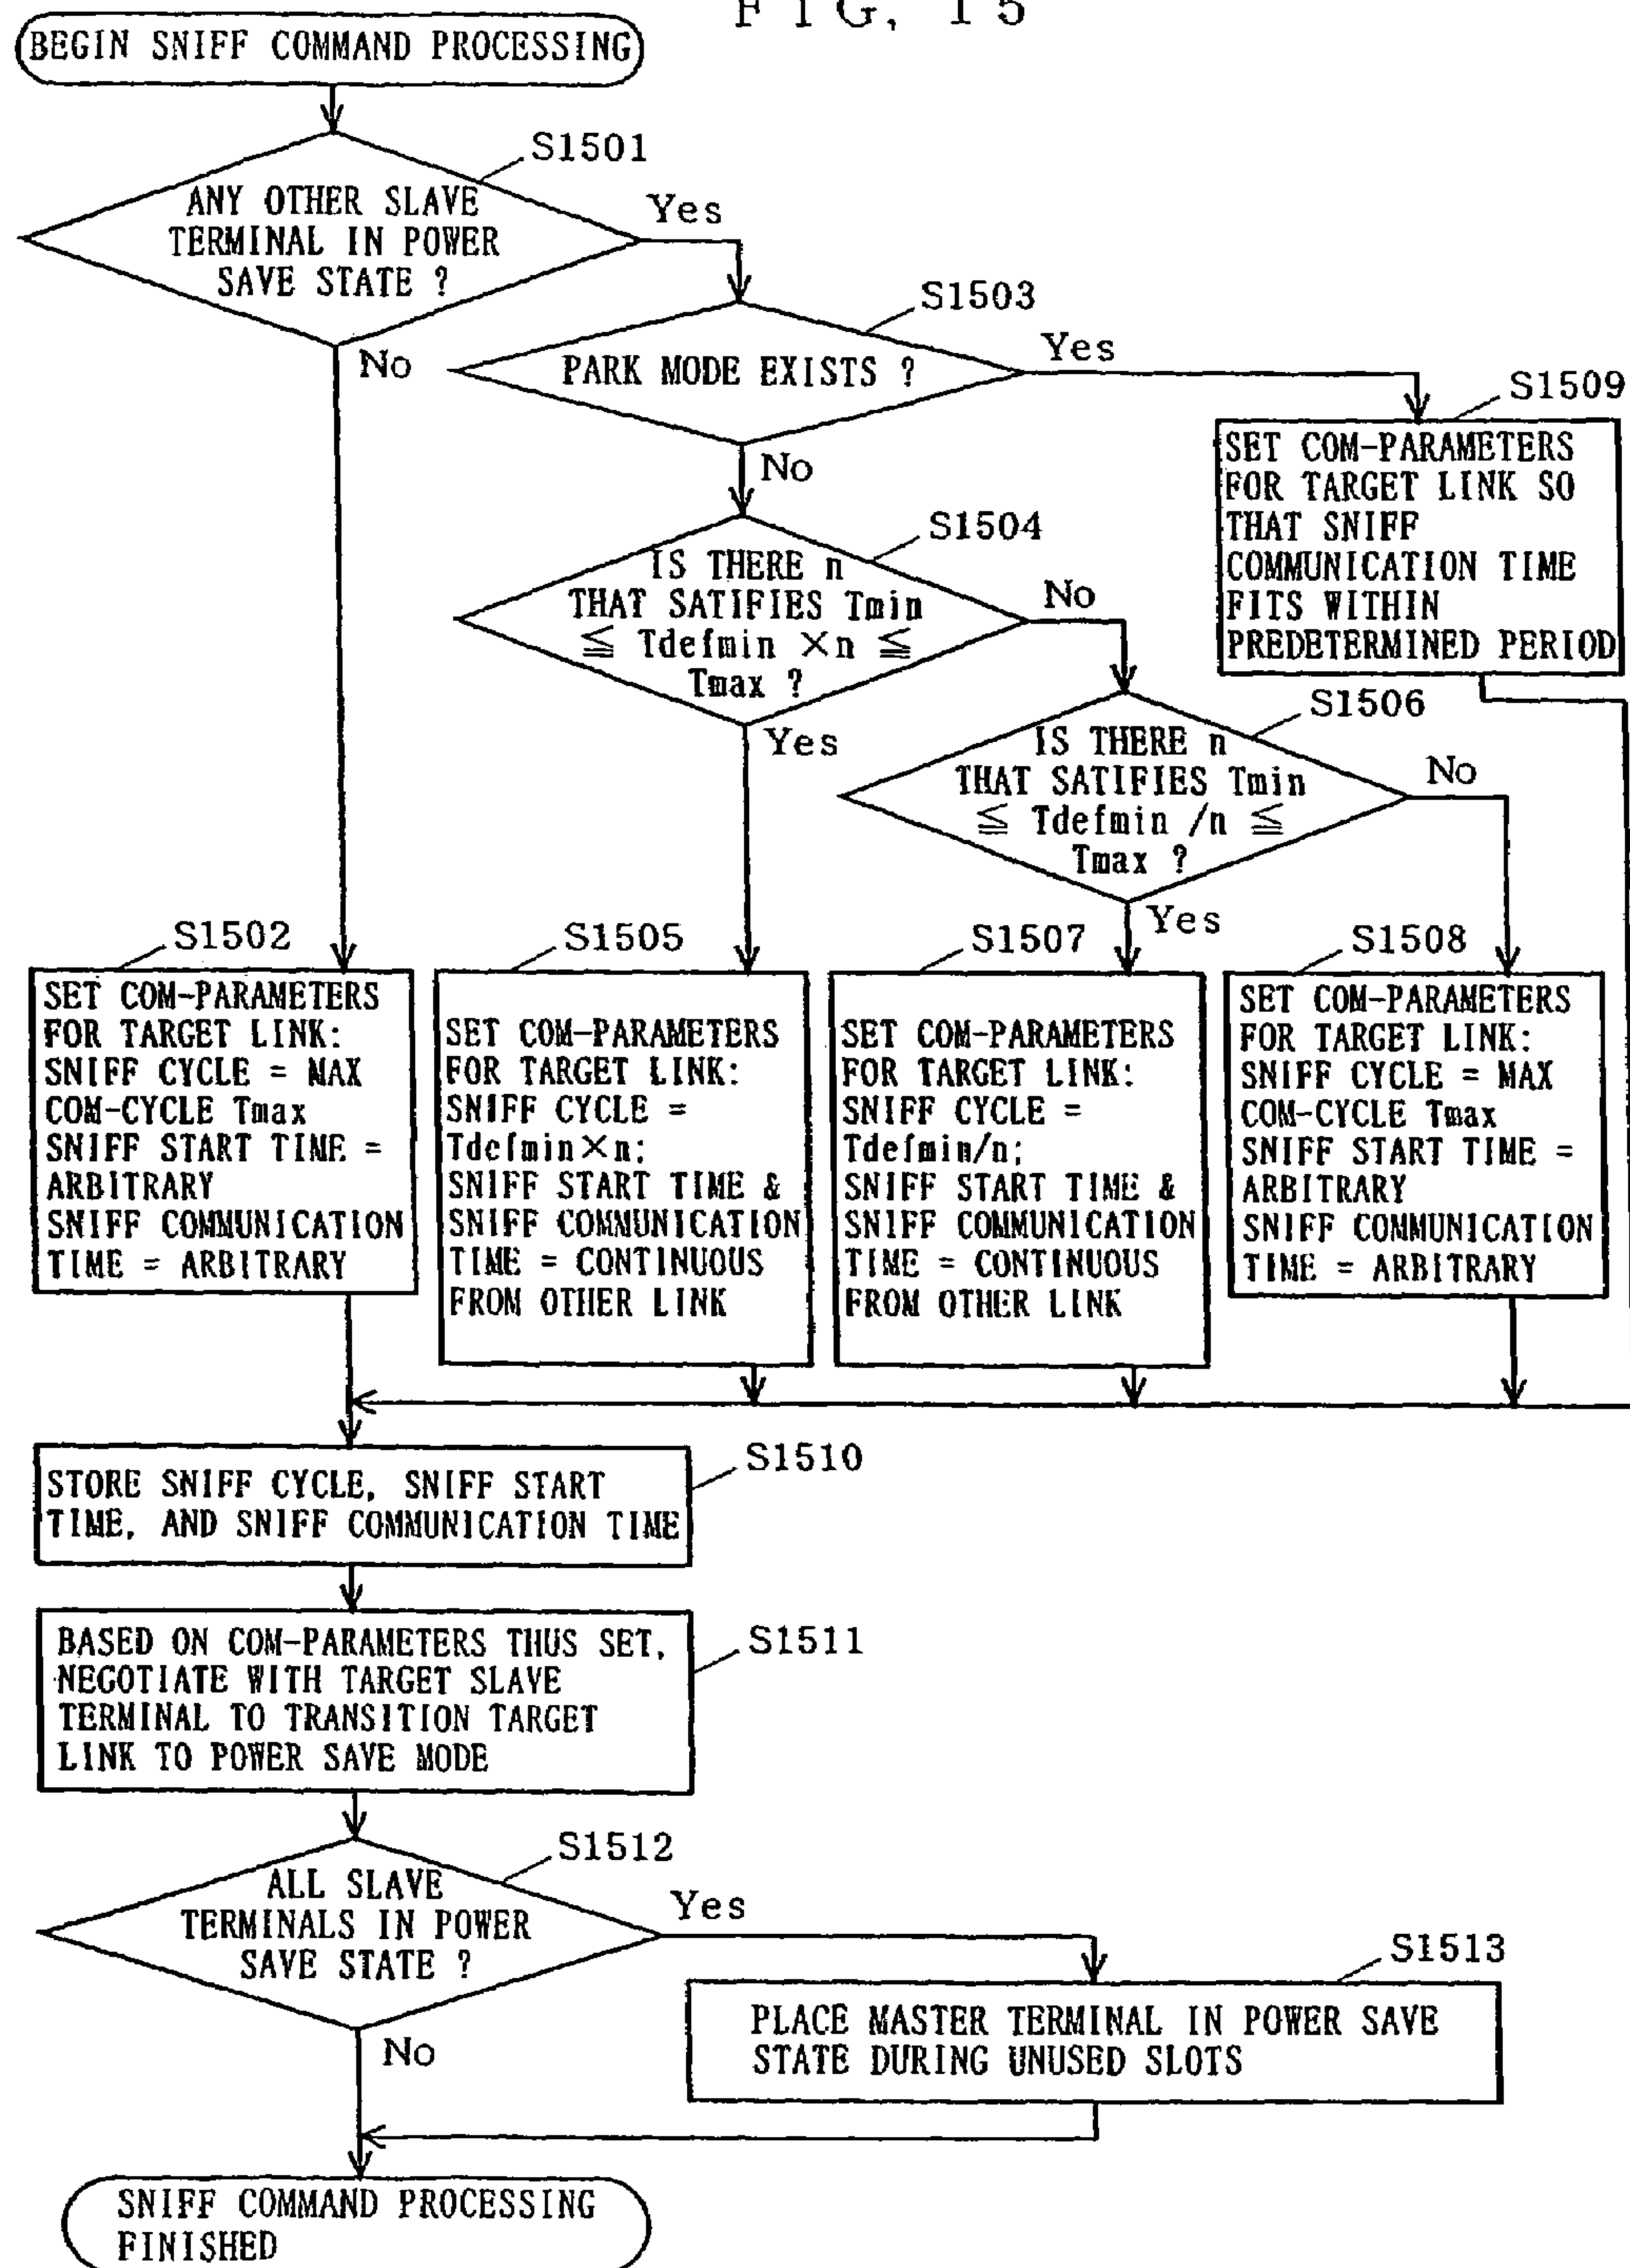 FIG, 15
BEGIN SNIFF COMMAND PROCESSING
S1501
ANY OTHER SLAVE
TERMINAL IN POWER
SAVE STATE ?
Yes
No
S1503
PARK MODE EXISTS ?
Yes
No
S1509
SET COM-PARAMETERS
FOR TARGET LINK SO
THAT SNIFF
COMMUNICATION TIME
FITS WITHIN
PREDETERMINED PERIOD
S1504
IS THERE n
THAT SATIFIES Tmin
≦ Tdefmin ×n ≦
Tmax ?
No
Yes
S1506
IS THERE n
THAT SATIFIES Tmin
≦ Tdefmin /n ≦
Tmax ?
No
Yes
S1502
SET COM-PARAMETERS
FOR TARGET LINK:
SNIFF CYCLE = MAX
COM-CYCLE Tmax
SNIFF START TIME =
ARBITRARY
SNIFF COMMUNICATION
TIME = ARBITRARY
S1505
SET COM-PARAMETERS
FOR TARGET LINK:
SNIFF CYCLE =
Tdefmin×n;
SNIFF START TIME &
SNIFF COMMUNICATION
TIME = CONTINUOUS
FROM OTHER LINK
S1507
SET COM-PARAMETERS
FOR TARGET LINK:
SNIFF CYCLE =
Tdefmin/n;
SNIFF START TIME &
SNIFF COMMUNICATION
TIME = CONTINUOUS
FROM OTHER LINK
S1508
SET COM-PARAMETERS
FOR TARGET LINK:
SNIFF CYCLE = MAX
COM-CYCLE Tmax
SNIFF START TIME =
ARBITRARY
SNIFF COMMUNICATION
TIME = ARBITRARY
S1510
STORE SNIFF CYCLE, SNIFF START
TIME, AND SNIFF COMMUNICATION TIME
S1511
BASED ON COM-PARAMETERS THUS SET,
NEGOTIATE WITH TARGET SLAVE
TERMINAL TO TRANSITION TARGET
LINK TO POWER SAVE MODE
S1512
ALL SLAVE
TERMINALS IN POWER
SAVE STATE ?
Yes
No
S1513
PLACE MASTER TERMINAL IN POWER SAVE
STATE DURING UNUSED SLOTS
SNIFF COMMAND PROCESSING
FINISHED